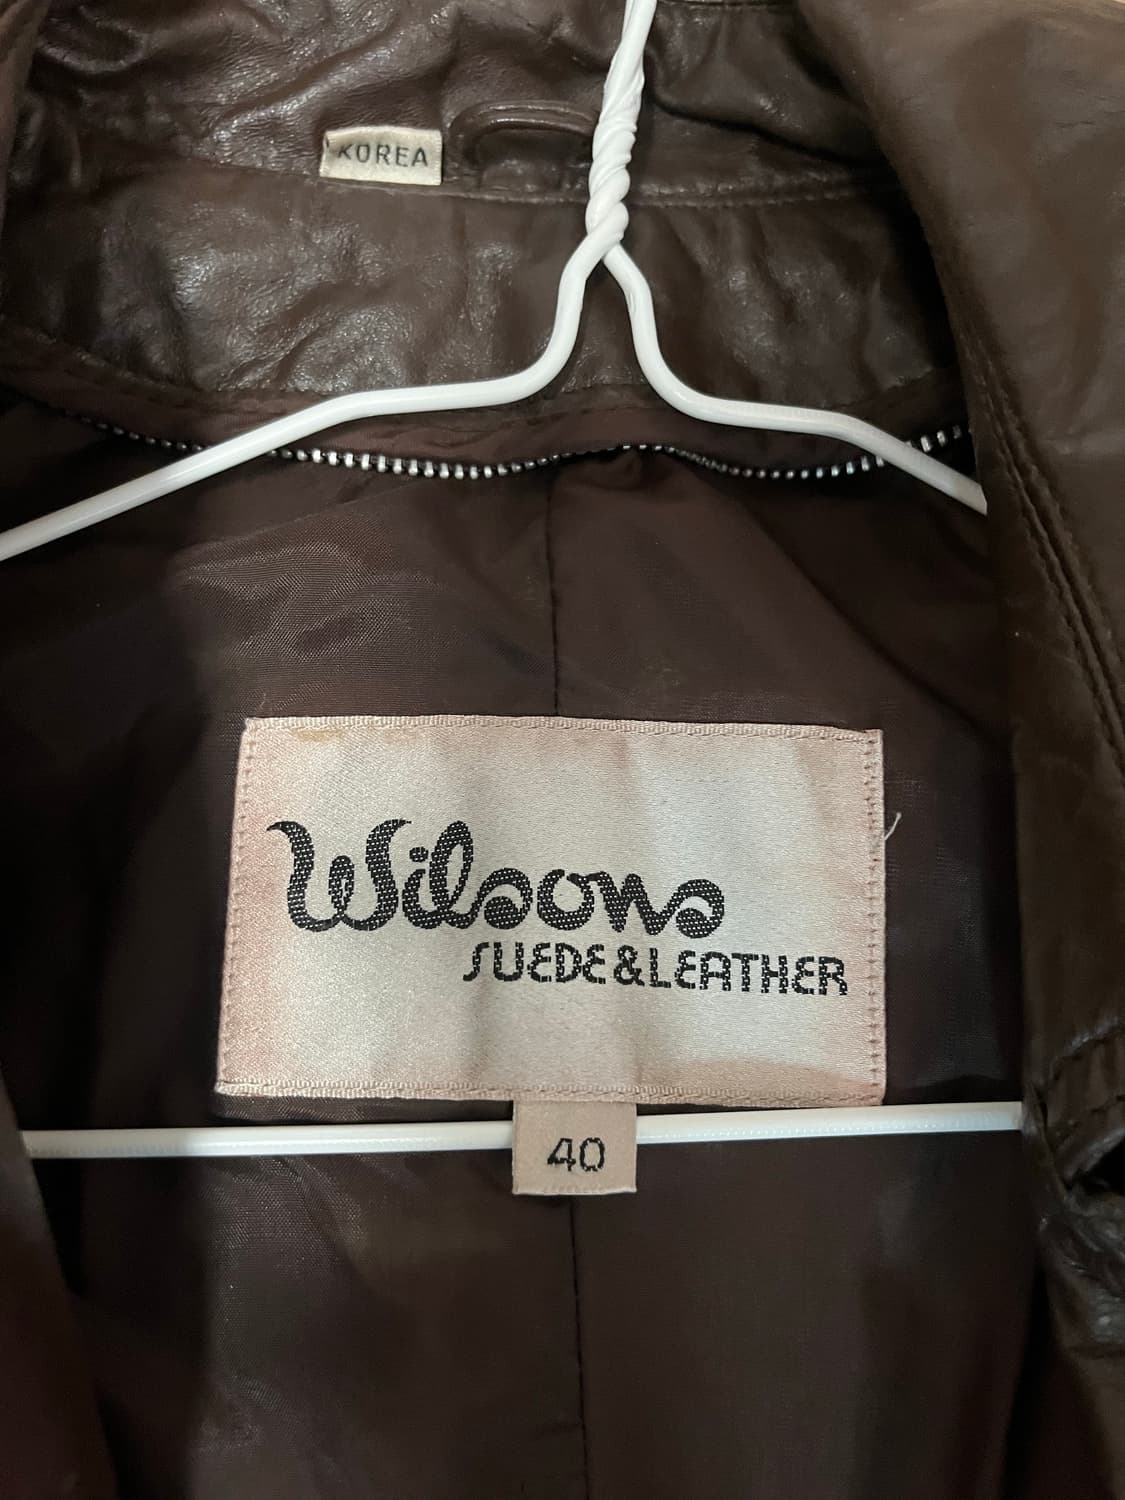 KOREA
Wilsons
SUEDE & LEATHER
40